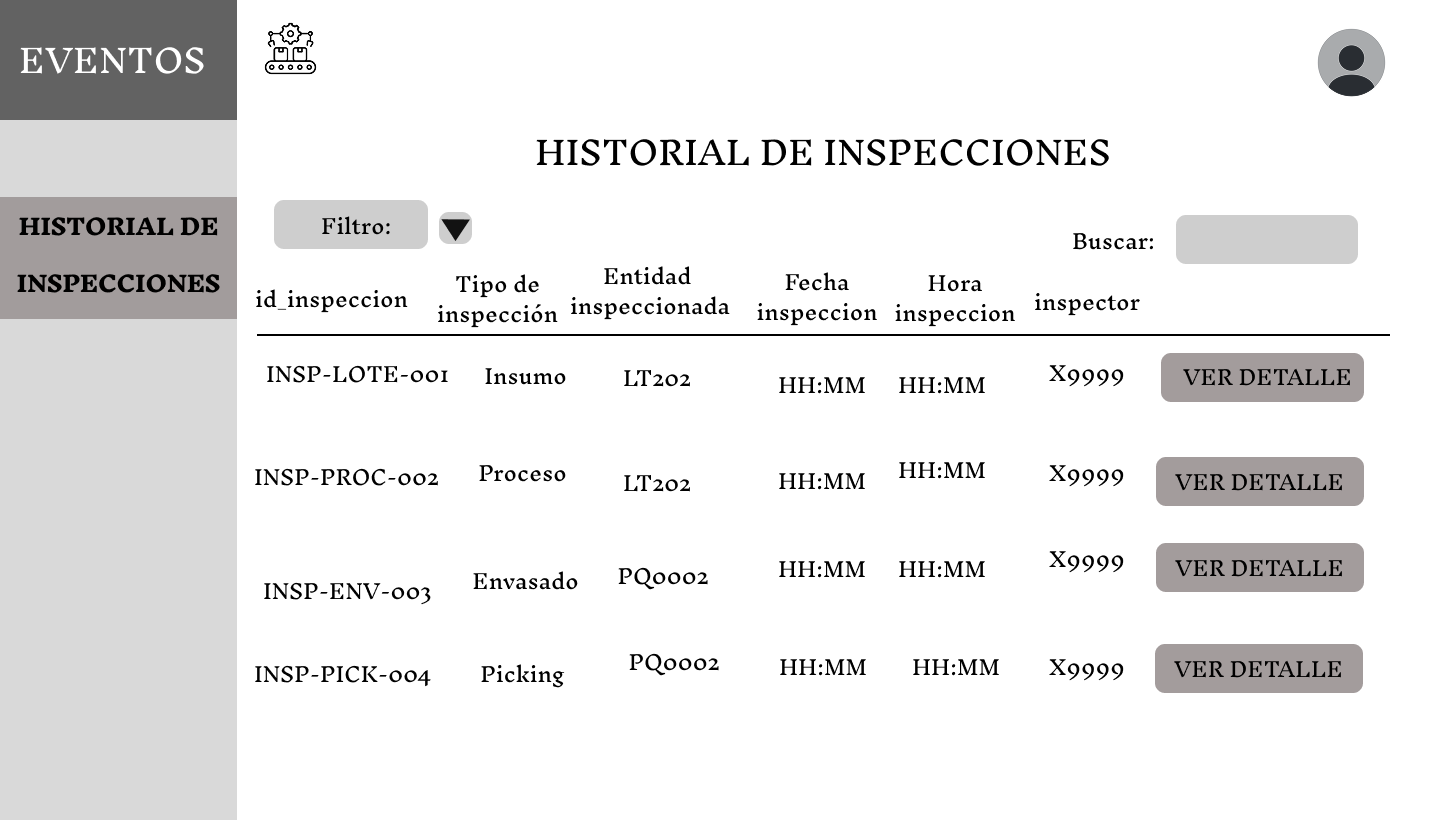 EVENTOS
HISTORIAL DE INSPECCIONES
HISTORIAL DE
INSPECCIONES
Filtro:
Buscar:
id_inspeccion Tipo de inspección Entidad inspeccionada Fecha inspeccion Hora inspeccion inspector
INSP-LOTE-001 Insumo LT202 HH:MM HH:MM X9999 VER DETALLE
INSP-PROC-002 Proceso LT202 HH:MM HH:MM X9999 VER DETALLE
INSP-ENV-003 Envasado PQ0002 HH:MM HH:MM X9999 VER DETALLE
INSP-PICK-004 Picking PQ0002 HH:MM HH:MM X9999 VER DETALLE